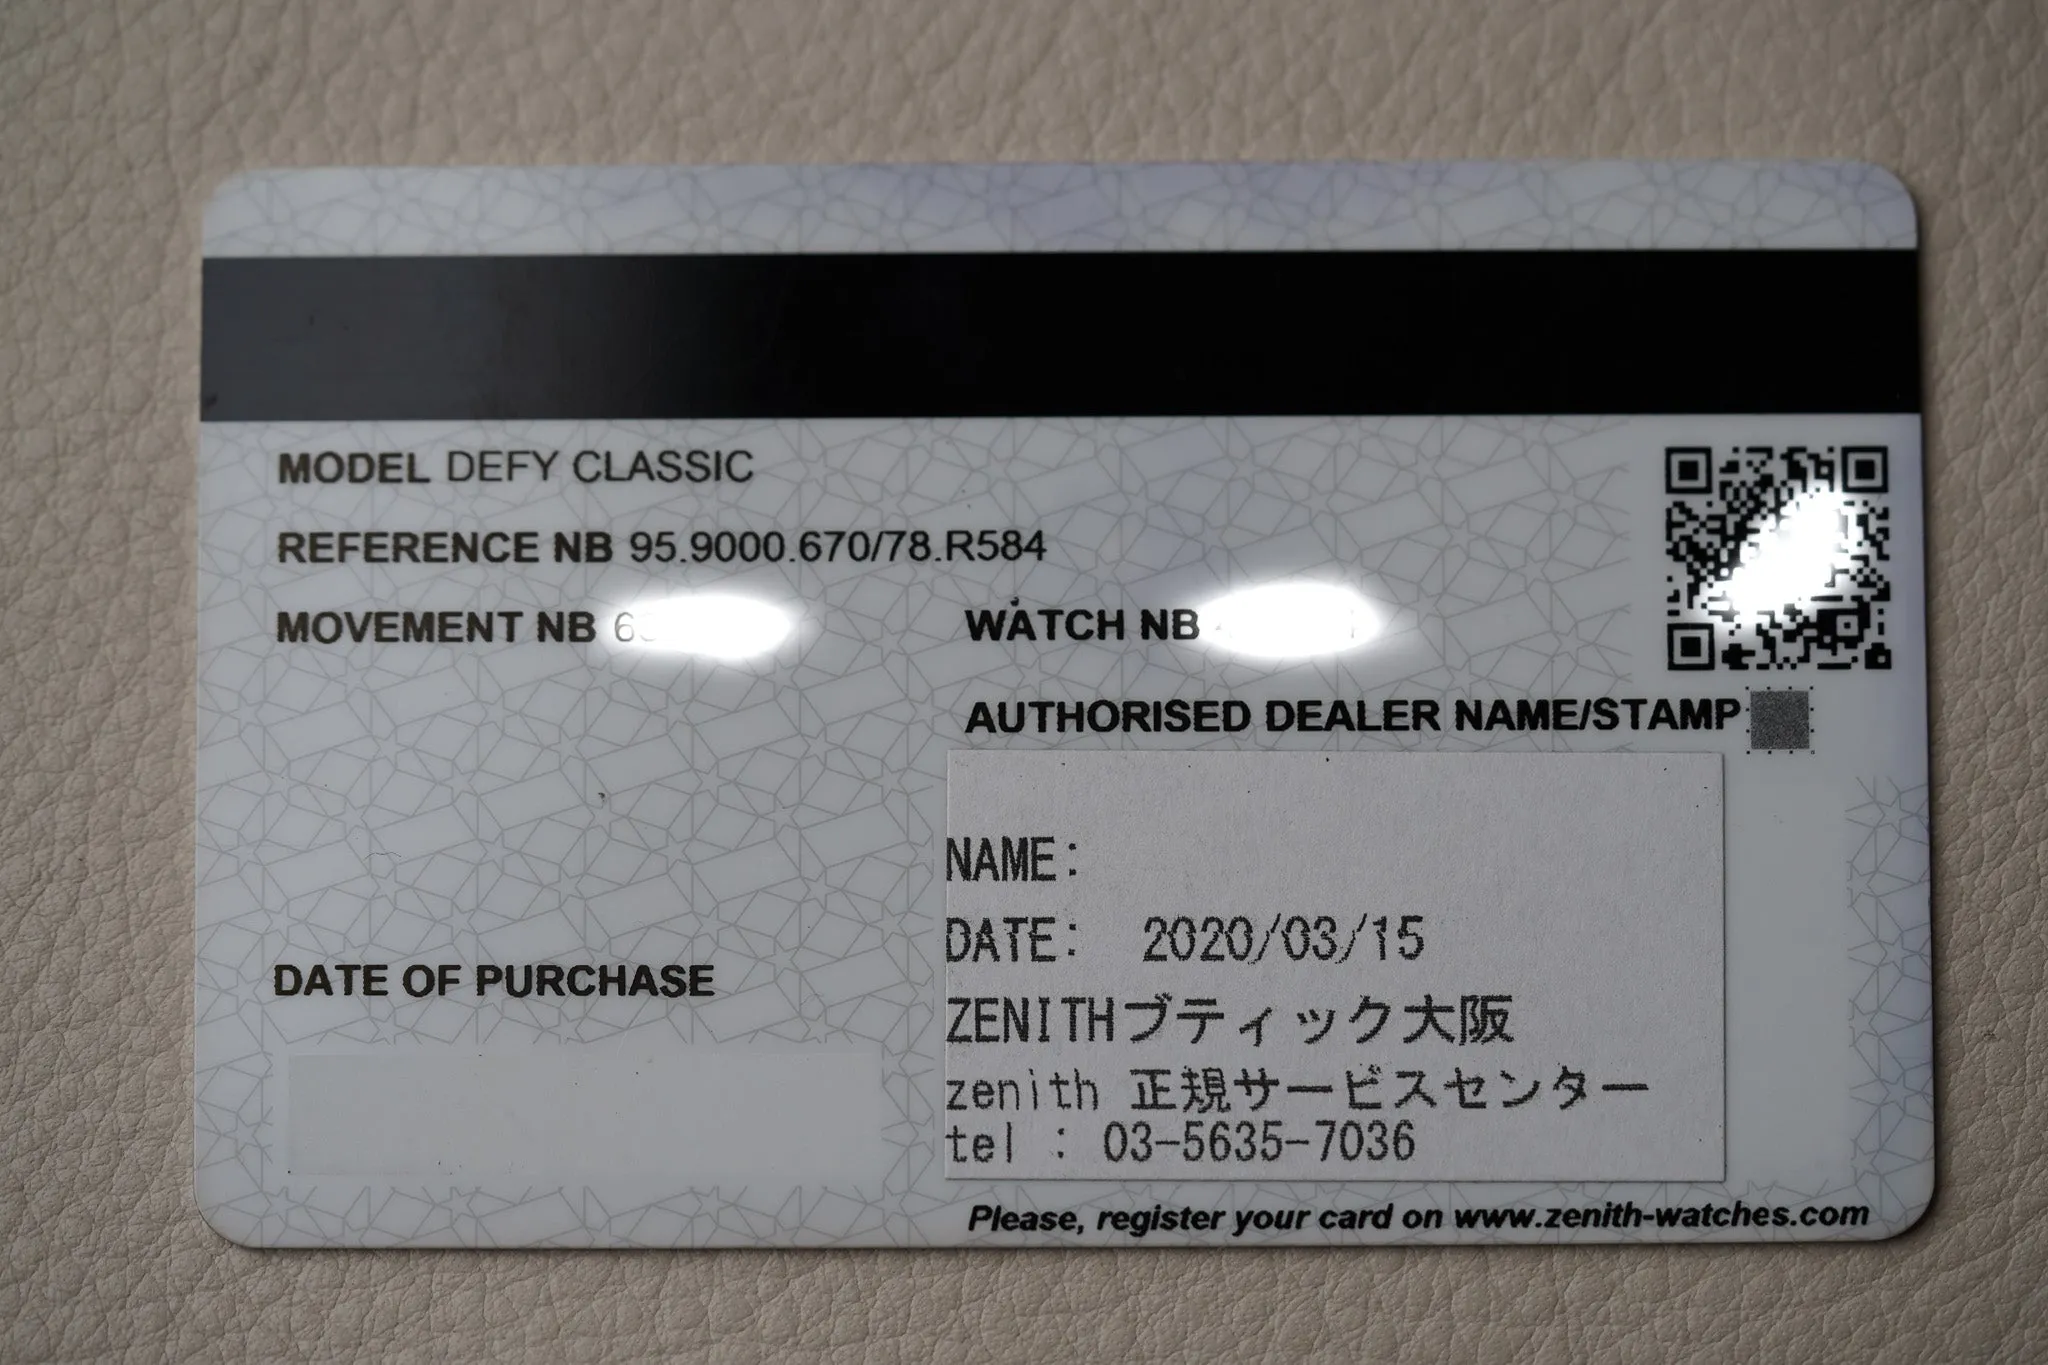 MODEL DEFY CLASSIC
REFERENCE NB 95.9000.670/78.R584
MOVEMENT NB
WATCH NB
AUTHORISED DEALER NAME/STAMP
NAME:
DATE: 2020/03/15
ZENITHブティック大阪
zenith 正規サービスセンター
tel : 03-5635-7036
DATE OF PURCHASE
Please, register your card on www.zenith-watches.com